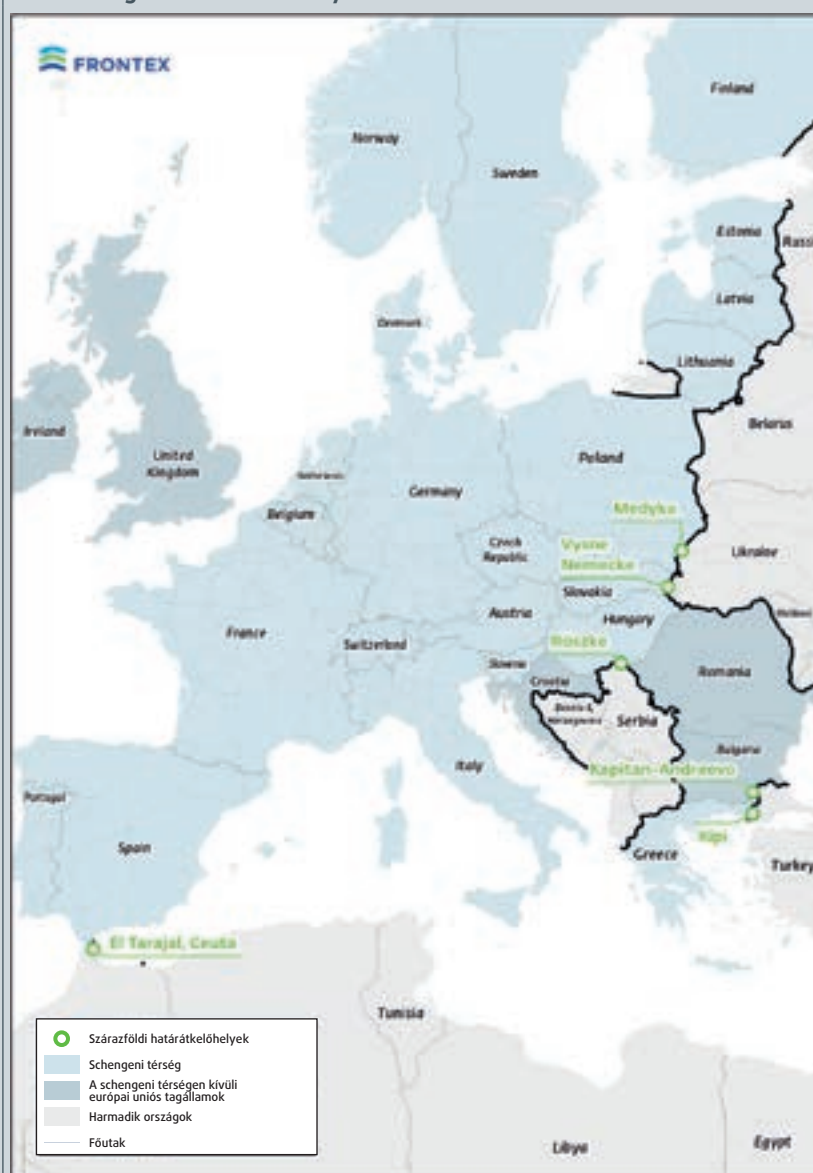 FRONTEX
Finland
Norway
Sweden
Estonia
Latvia
Denmark
Lithuania
Belarus
Ireland
United
Kingdom
Poland
Germany
Belgium
Medyka
Czech
Republic
Vysne
Nemecke
Ukraine
Slovakia
Austria
Hungary
France
Switzerland
Roszke
Slovenia
Croatia
Romania
Bosnia &
Herzegovina
Serbia
Bulgaria
Italy
Kapitan-Andreevo
Portugal
Spain
Kipi
Greece
Turkey
El Tarajal, Ceuta
Tunisia
Szárazföldi határátkelőhelyek
Schengeni térség
A schengeni térségen kívüli
európai uniós tagállamok
Harmadik országok
Főutak
Libya
Egypt